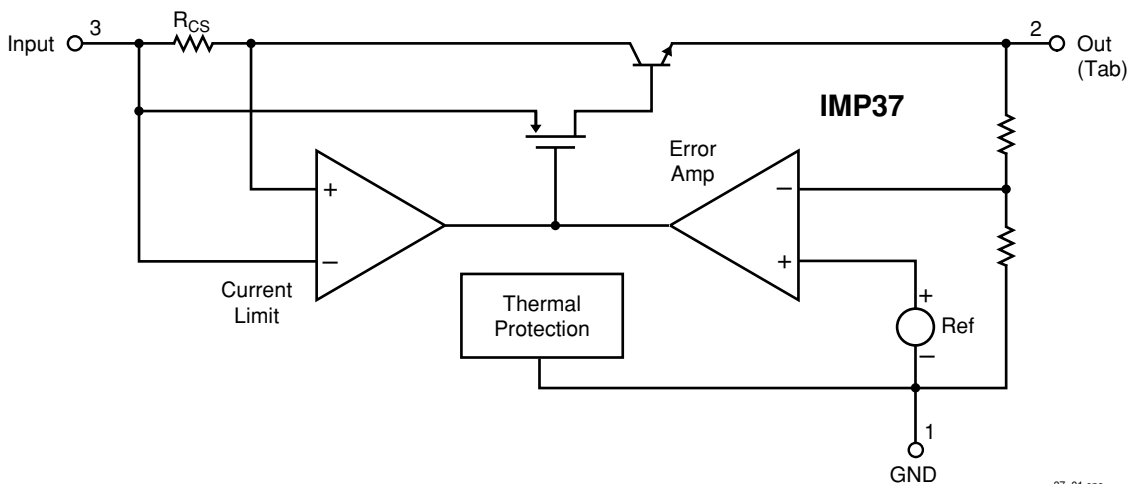 3
R_CS
Input
2
Out
(Tab)
IMP37
Error
Amp
+
−
−
+
Current
Limit
Thermal
Protection
+
Ref
−
1
GND